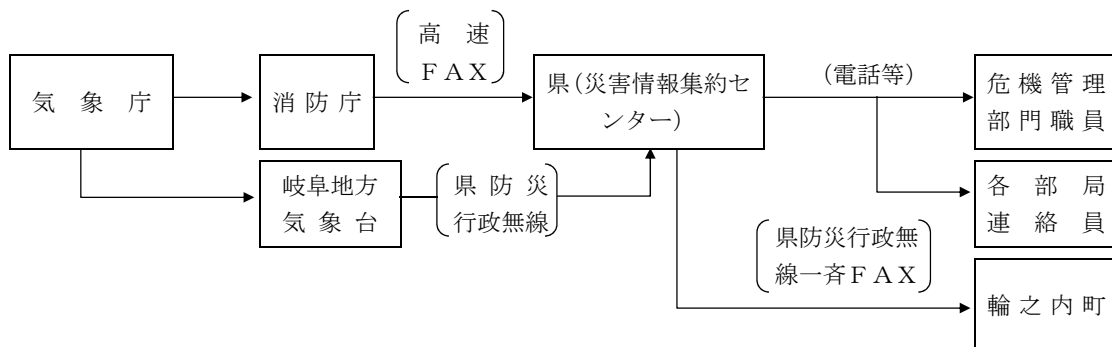 高速
ＦＡＸ
気象庁
消防庁
県（災害情報集約セ
ンター）
（電話等）
危機管理
部門職員
岐阜地方
気象台
県防災
行政無線
各部局
連絡員
県防災行政無
線一斉ＦＡＸ
輪之内町